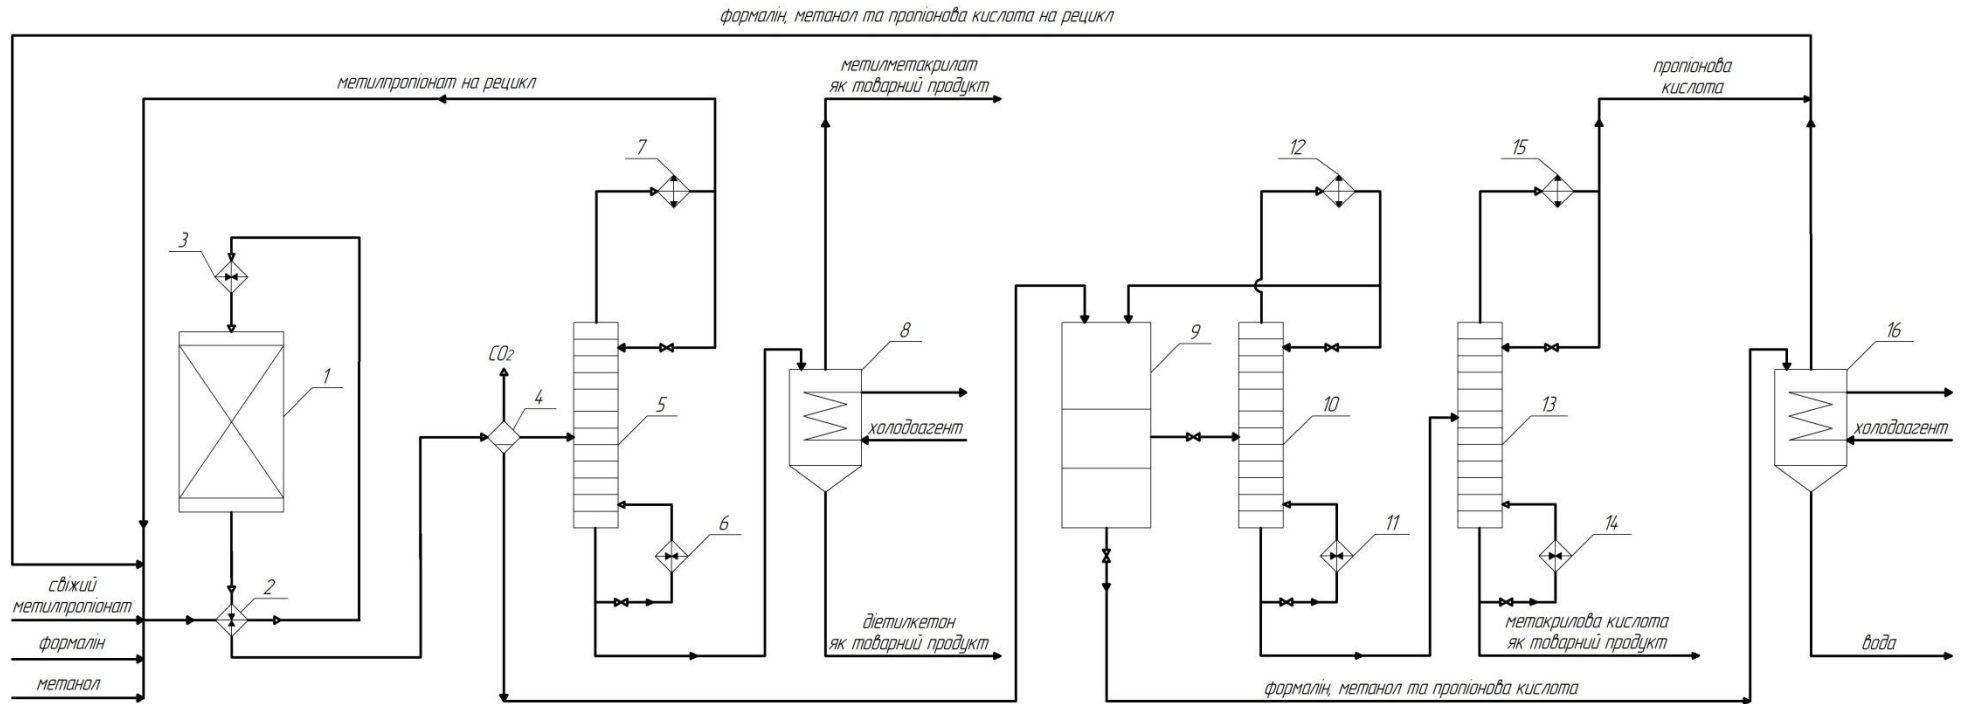 формалін, метанол та пропіонова кислота на рецикл
метилпропіонат на рецикл
метилметакрилат
як товарний продукт
пропіонова
кислота
7
12
15
3
1
CO2
4
5
8
9
10
13
16
холодоагент
холодоагент
6
11
14
свіжий
метилпропіонат
2
формалін
метанол
діетилкетон
як товарний продукт
метакрилова кислота
як товарний продукт
вода
формалін, метанол та пропіонова кислота